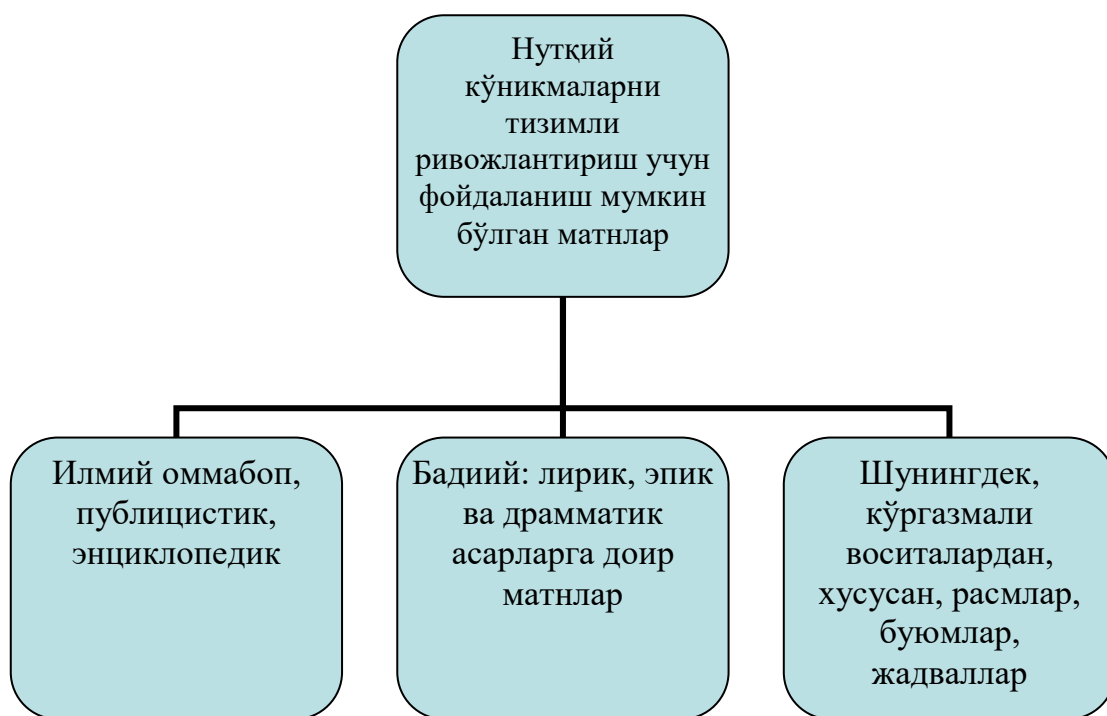 Нутқий
кўникмаларни
тизимли
ривожлантириш учун
фойдаланиш мумкин
бўлган матнлар
Илмий оммабоп,
публицистик,
энциклопедик
Бадиий: лирик, эпик
ва драмматик
асарларга доир
матнлар
Шунингдек,
кўргазмали
воситалардан,
хусусан, расмлар,
буюмлар,
жадваллар